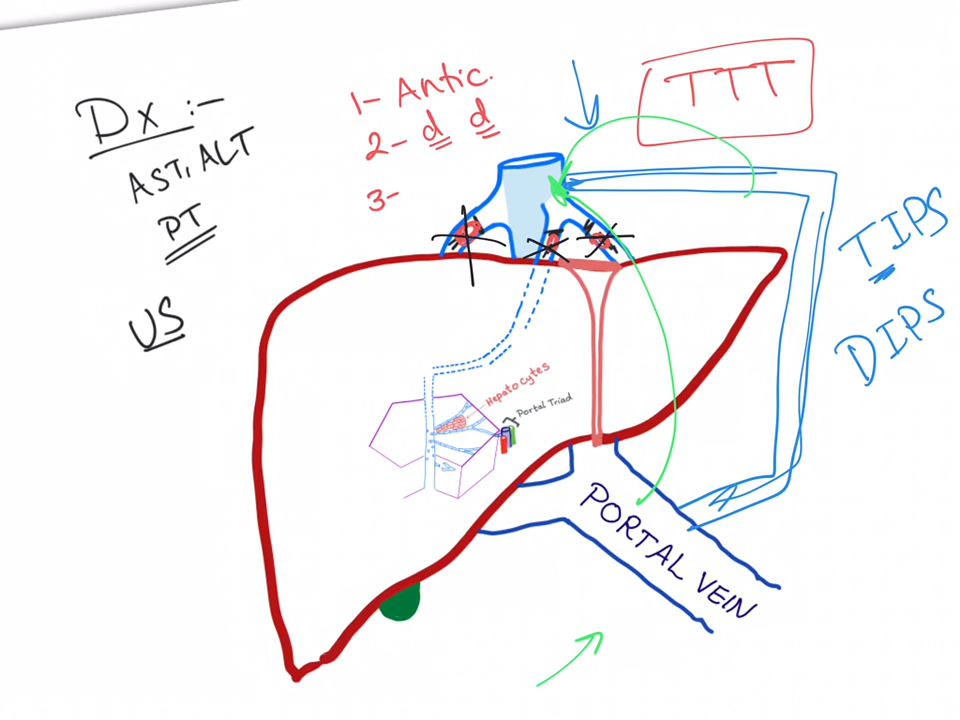 Dx :-
AST, ALT
PT
US
1- Antic.
2- d d
3-
TTT
TIPS
DIPS
Hepatocytes
Portal Triad
PORTAL VEIN